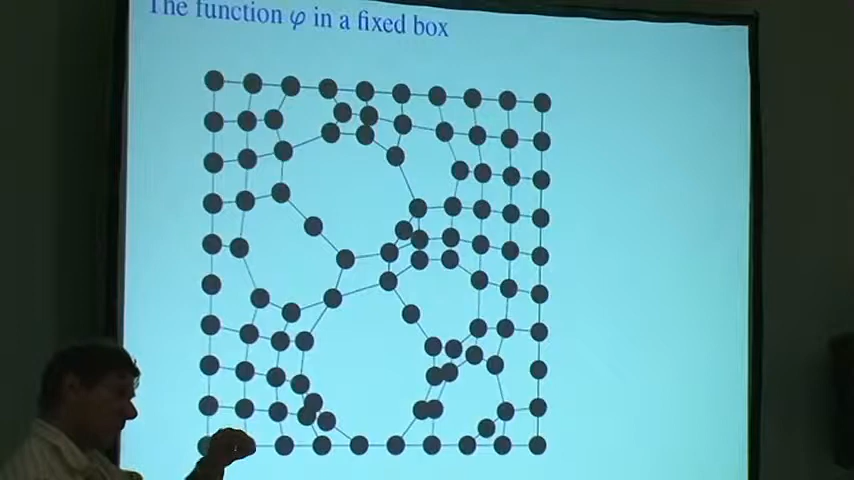 The function φ in a fixed box